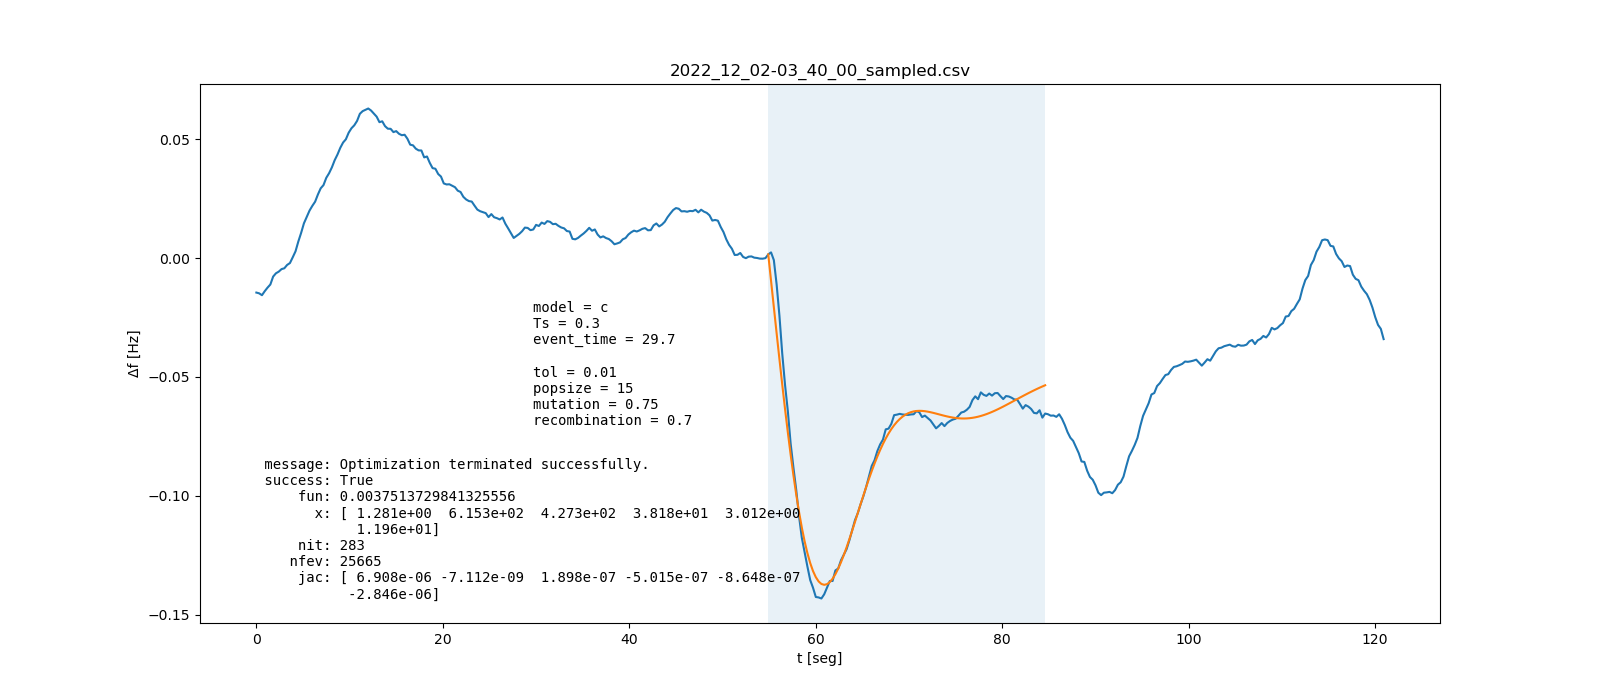 2022_12_02-03_40_00_sampled.csv
Δf [Hz]
0.05
0.00
−0.05
−0.10
−0.15
model = c
Ts = 0.3
event_time = 29.7
tol = 0.01
popsize = 15
mutation = 0.75
recombination = 0.7
message: Optimization terminated successfully.
success: True
fun: 0.0037513729841325556
x: [ 1.281e+00  6.153e+02  4.273e+02  3.818e+01  3.012e+00
1.196e+01]
nit: 283
nfev: 25665
jac: [ 6.908e-06 -7.112e-09  1.898e-07 -5.015e-07 -8.648e-07
-2.846e-06]
0 20 40 60 80 100 120
t [seg]